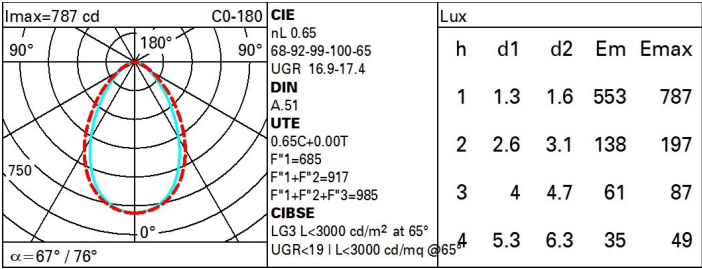 Imax=787 cd C0-180
90° 180° 90°
750
0°
α=67° / 76°
CIE
nL 0.65
68-92-99-100-65
UGR 16.9-17.4
DIN
A.51
UTE
0.65C+0.00T
F"1=685
F"1+F"2=917
F"1+F"2+F"3=985
CIBSE
LG3 L<3000 cd/m² at 65°
UGR<19 | L<3000 cd/mq @65°
Lux
h d1 d2 Em Emax
1 1.3 1.6 553 787
2 2.6 3.1 138 197
3 4 4.7 61 87
4 5.3 6.3 35 49